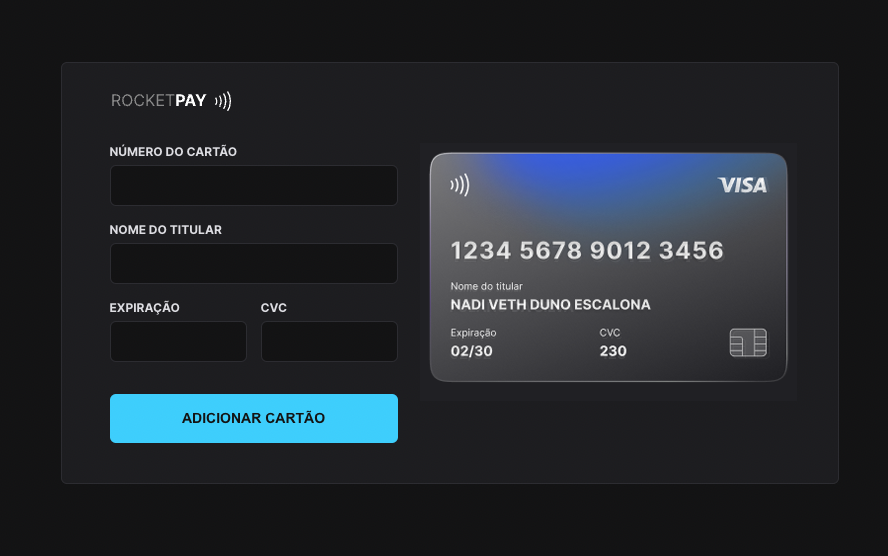 ROCKETPAY
NÚMERO DO CARTÃO
NOME DO TITULAR
EXPIRAÇÃO CVC
ADICIONAR CARTÃO
VISA
1234 5678 9012 3456
Nome do titular
NADI VETH DUNO ESCALONA
Expiração CVC
02/30 230